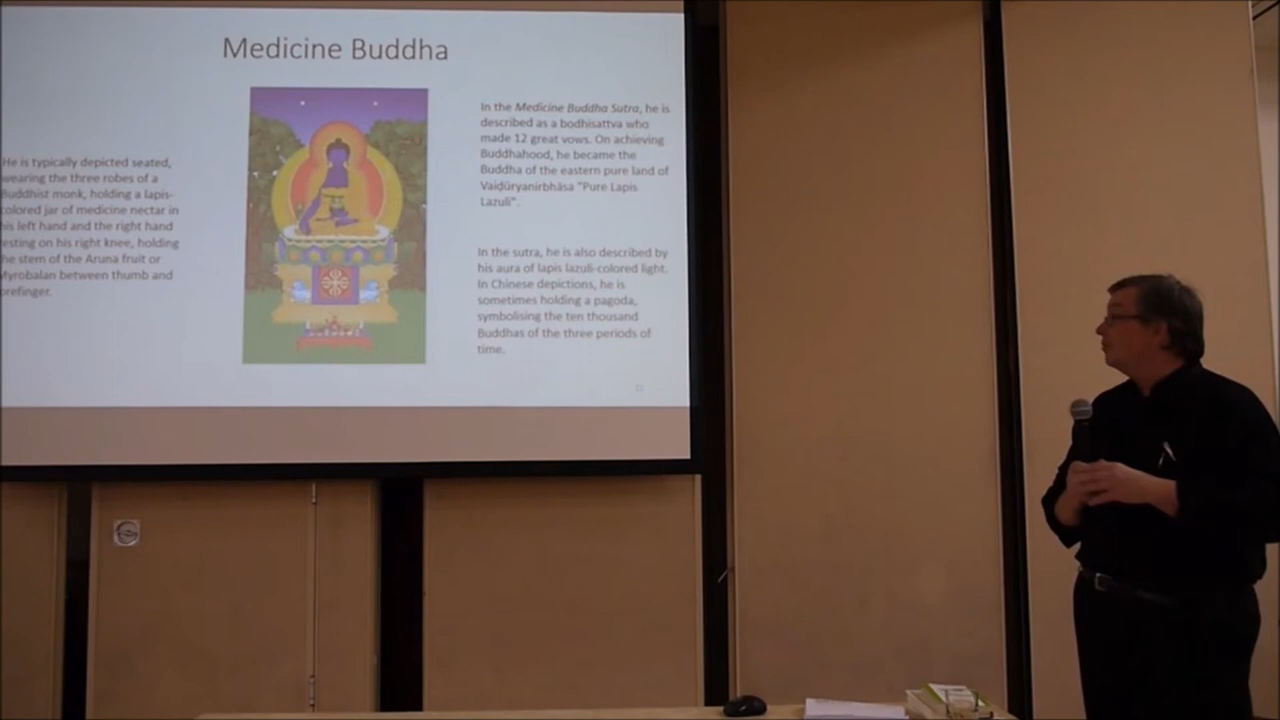 Medicine Buddha
He is typically depicted seated,
wearing the three robes of a
Buddhist monk, holding a lapis-
colored jar of medicine nectar in
his left hand and the right hand
resting on his right knee, holding
the stem of the Aruna fruit or
Myrobalan between thumb and
orefinger.
In the Medicine Buddha Sutra, he is
described as a bodhisattva who
made 12 great vows. On achieving
Buddhahood, he became the
Buddha of the eastern pure land of
Vaiḍūryanirbhāsa "Pure Lapis
Lazuli".
In the sutra, he is also described by
his aura of lapis lazuli-colored light.
In Chinese depictions, he is
sometimes holding a pagoda,
symbolising the ten thousand
Buddhas of the three periods of
time.